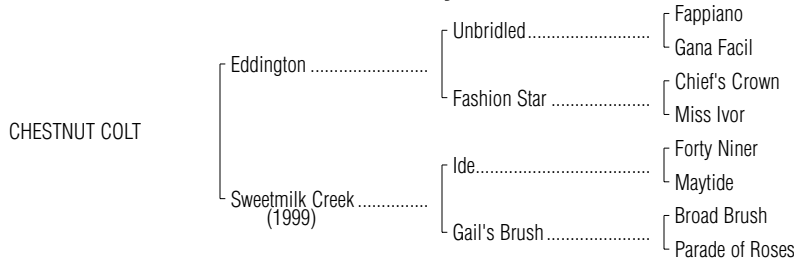 Fappiano
Unbridled..........................
Gana Facil
Eddington .........................
Chief's Crown
Fashion Star .....................
Miss Ivor
CHESTNUT COLT
Forty Niner
Ide.....................................
Maytide
Sweetmilk Creek ...............
(1999)
Broad Brush
Gail's Brush......................
Parade of Roses